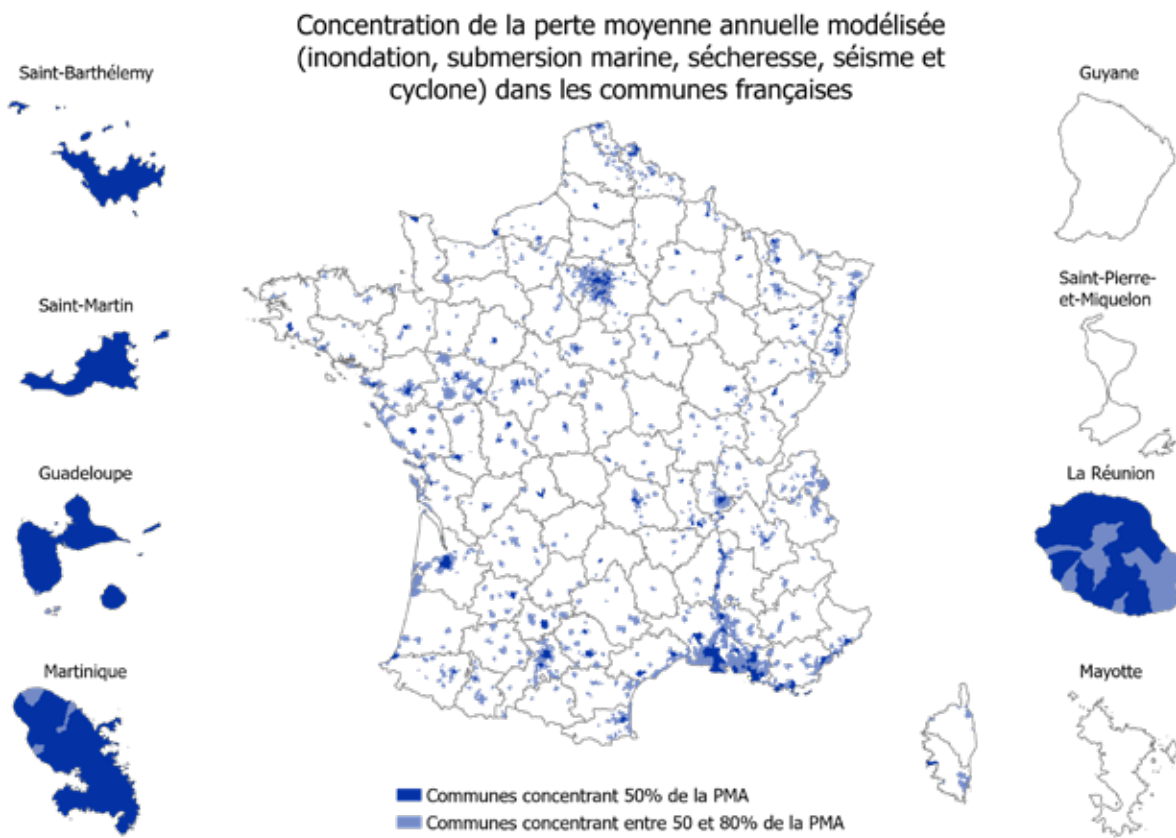 Concentration de la perte moyenne annuelle modélisée
(inondation, submersion marine, sécheresse, séisme et
cyclone) dans les communes françaises
Saint-Barthélemy
Saint-Martin
Guadeloupe
Martinique
Guyane
Saint-Pierre-
et-Miquelon
La Réunion
Mayotte
Communes concentrant 50% de la PMA
Communes concentrant entre 50 et 80% de la PMA